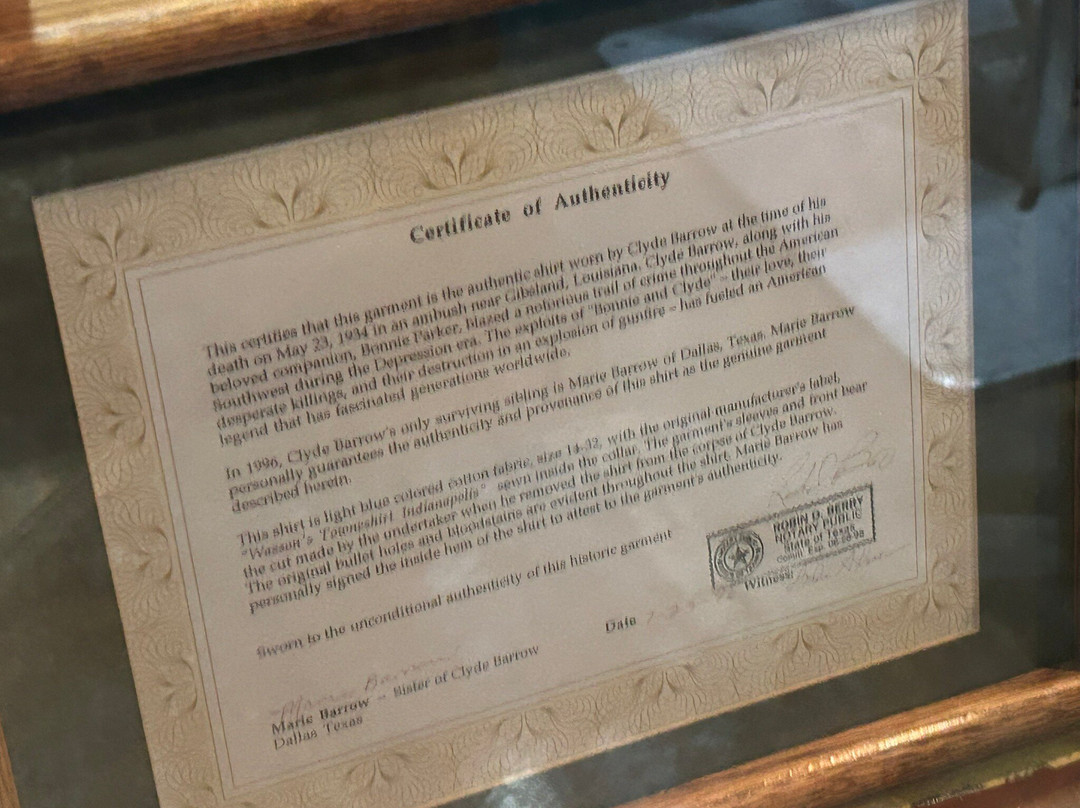 Certificate of Authenticity
This certifies that this garment is the authentic shirt worn by Clyde Barrow at the time of his
death on May 23, 1934 in an ambush near Gibsland, Louisiana. Clyde Barrow, along with his
beloved companion, Bonnie Parker, blazed a notorious trail of crime throughout the American
Southwest during the Depression era. The exploits of "Bonnie and Clyde" - their love, their
desperate killings, and their destruction in an explosion of gunfire - has fueled an American
legend that has fascinated generations worldwide.
In 1996, Clyde Barrow's only surviving sibling is Marie Barrow of Dallas, Texas. Marie Barrow
personally guarantees the authenticity and provenance of this shirt as the genuine garment
described herein.
This shirt is light blue colored cotton fabric, size 14-32, with the original manufacturer's label,
"Wasson's Townshirt Indianapolis" sewn inside the collar. The garment's sleeves and front bear
the cut made by the undertaker when he removed the shirt from the corpse of Clyde Barrow.
The original bullet holes and bloodstains are evident throughout the shirt. Marie Barrow has
personally signed the inside hem of the shirt to attest to the garment's authenticity.
Sworn to the unconditional authenticity of this historic garment
ROBIN D. BERRY
NOTARY PUBLIC
State of Texas
Comm. Exp. 08-29-98
Witness:
Date
Marie Barrow
Marie Barrow - Sister of Clyde Barrow
Dallas Texas